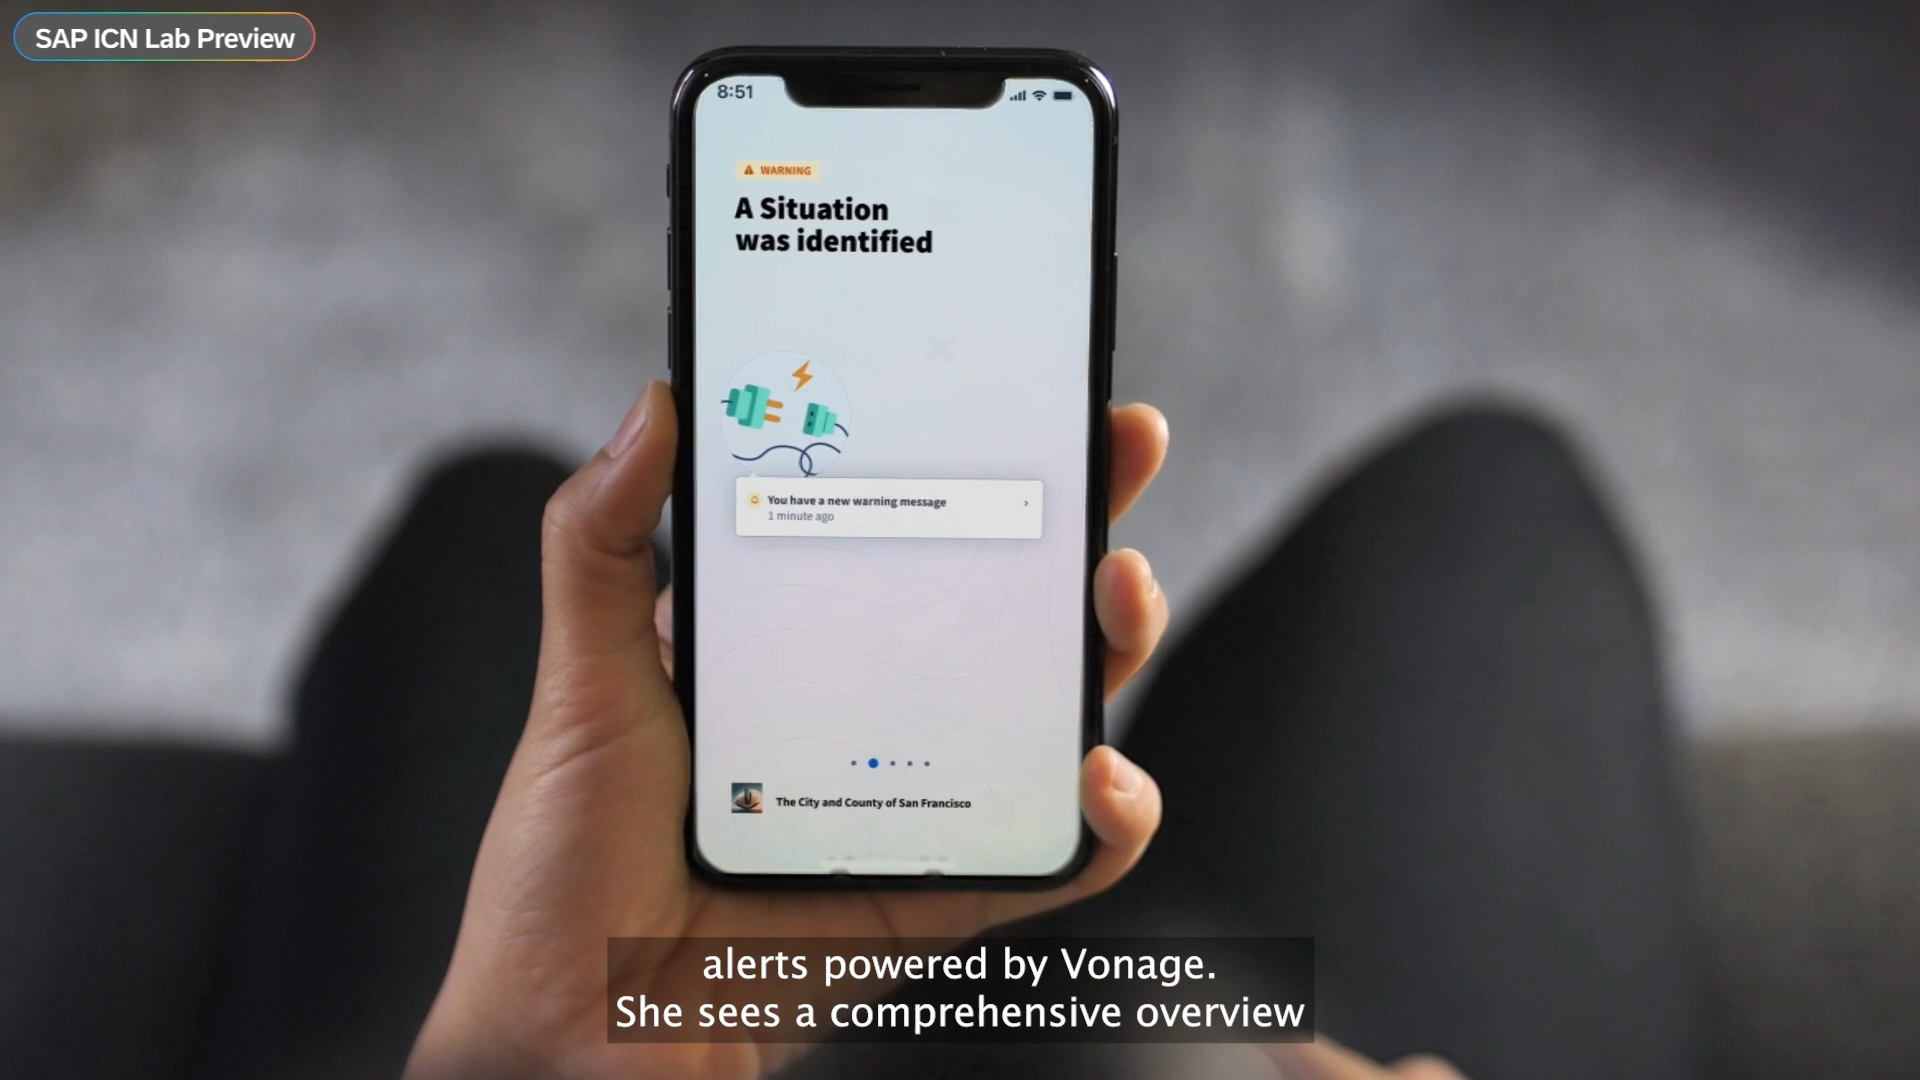 SAP ICN Lab Preview
8:51
WARNING
A Situation
was identified
You have a new warning message
1 minute ago
The City and County of San Francisco
alerts powered by Vonage.
She sees a comprehensive overview